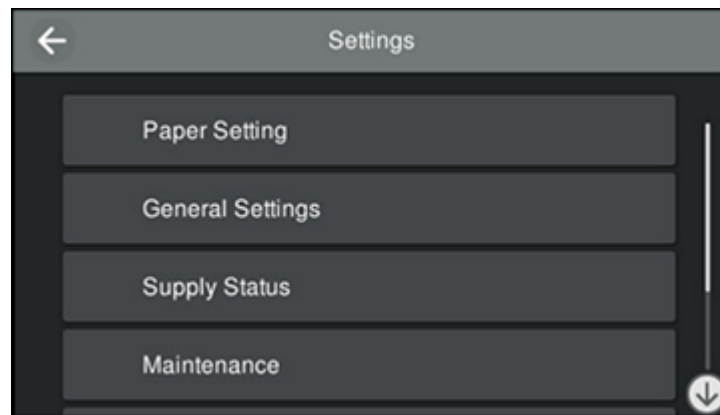 Settings
Paper Setting
General Settings
Supply Status
Maintenance